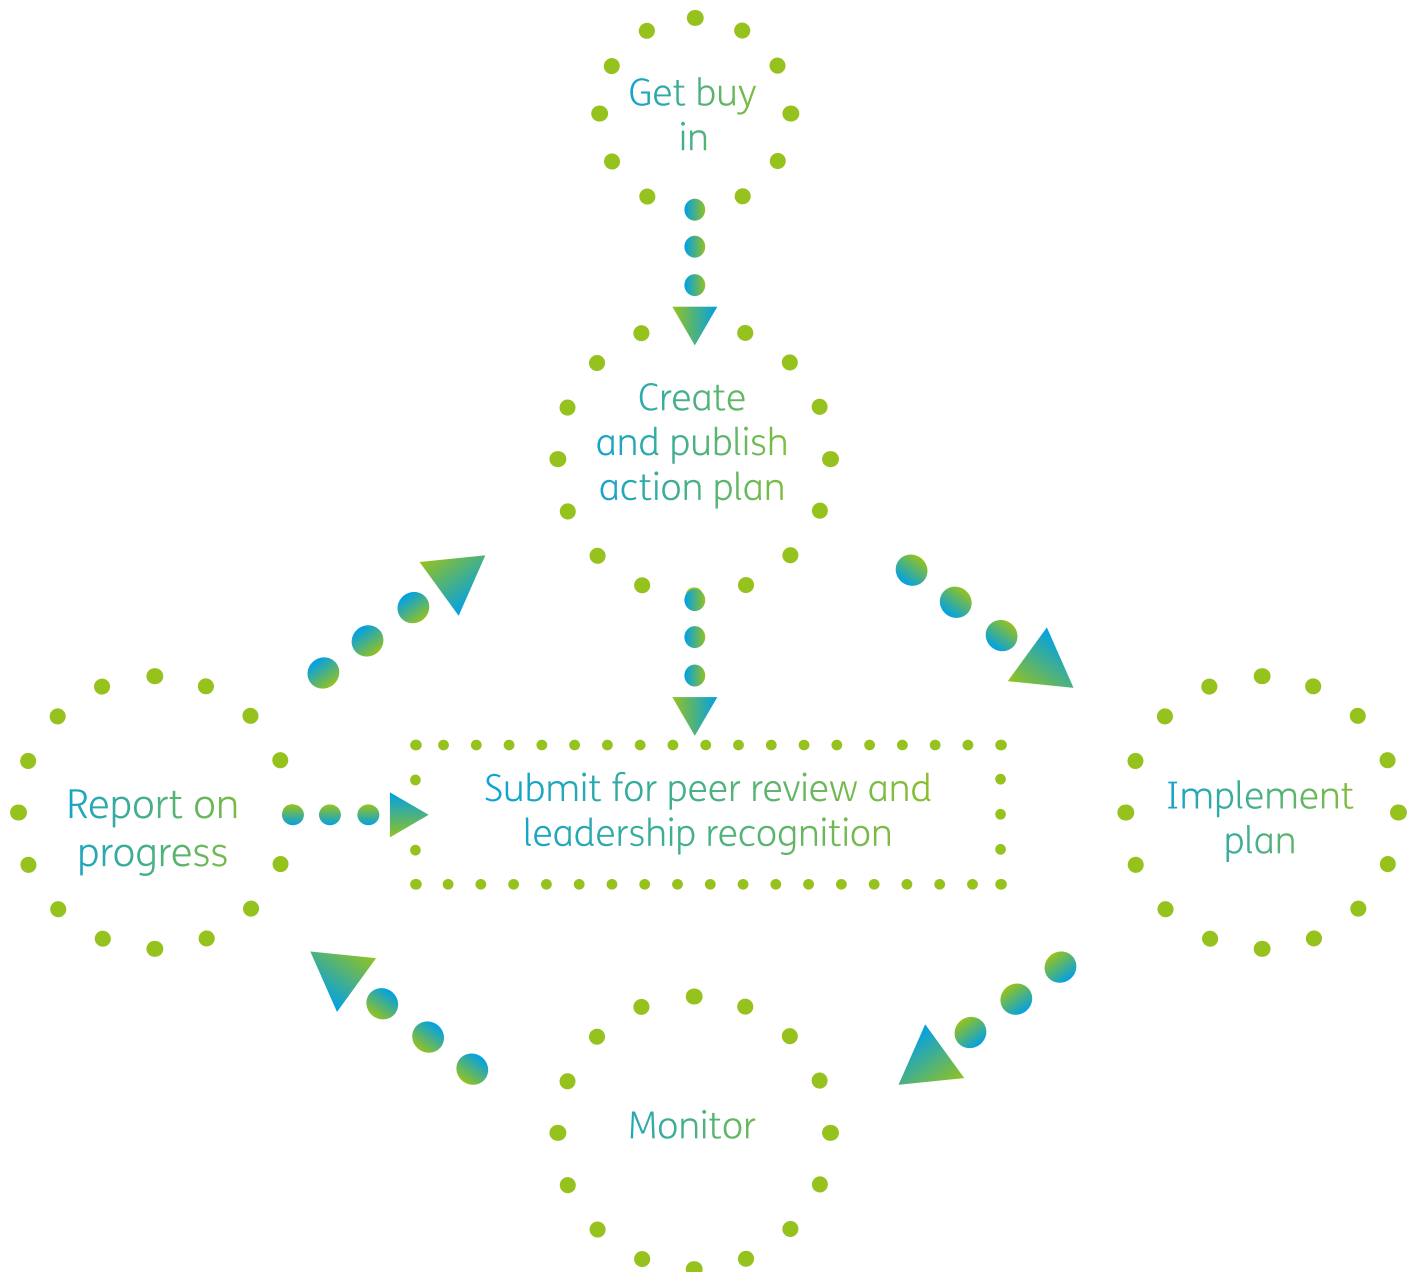 Get buy
in
Create
and publish
action plan
Report on
progress
Submit for peer review and
leadership recognition
Implement
plan
Monitor